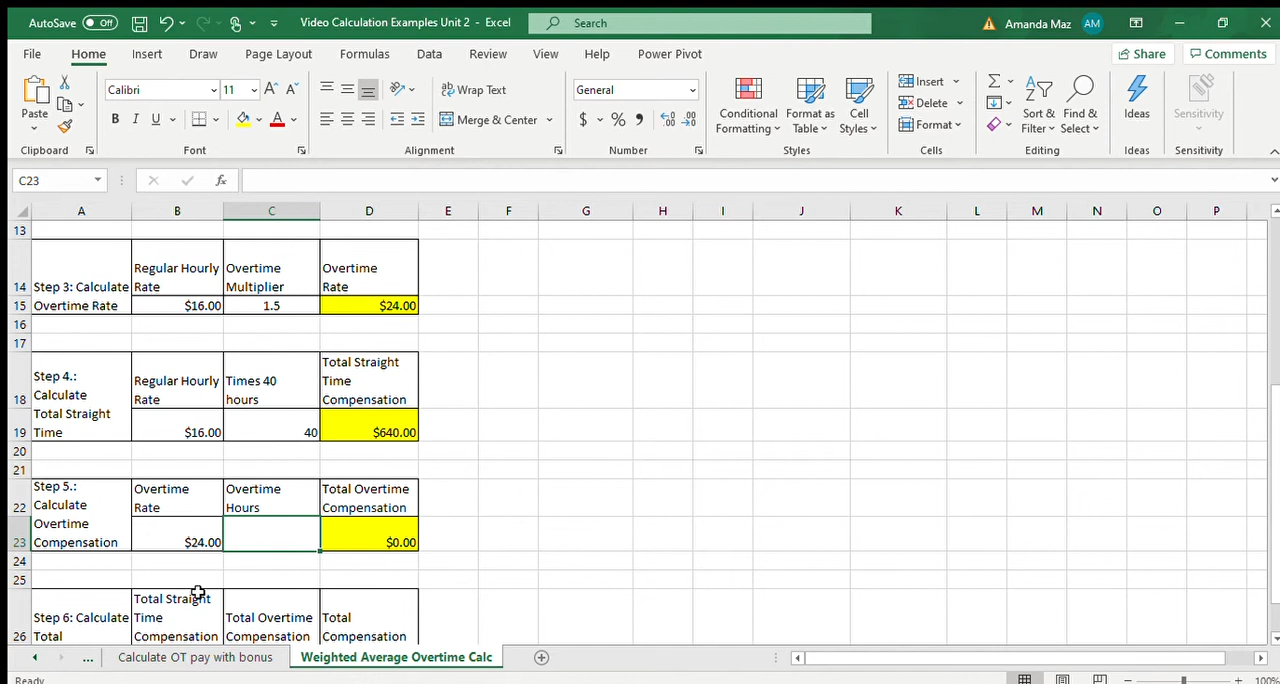 AutoSave Off Video Calculation Examples Unit 2 - Excel Search Amanda Maz AM
File Home Insert Draw Page Layout Formulas Data Review View Help Power Pivot Share Comments
Calibri 11 A A Wrap Text General Insert
Paste B I U A Merge & Center $ % 9 Conditional Formatting Format as Table Cell Styles Delete Format Sort & Filter Find & Select Ideas Sensitivity
Clipboard Font Alignment Number Styles Cells Editing Ideas Sensitivity
C23 fx
A B C D E F G H I J K L M N O P
13
14 Step 3: Calculate Regular Hourly Rate Overtime Multiplier Overtime Rate
15 Overtime Rate $16.00 1.5 $24.00
16
17
18 Step 4.: Calculate Total Straight Regular Hourly Rate Times 40 hours Total Straight Time Compensation
19 Time $16.00 40 $640.00
20
21
22 Step 5.: Calculate Overtime Overtime Rate Overtime Hours Total Overtime Compensation
23 Compensation $24.00 $0.00
24
25
26 Step 6: Calculate Total Total Straight Time Compensation Total Overtime Compensation Total Compensation
... Calculate OT pay with bonus Weighted Average Overtime Calc
Ready 100%